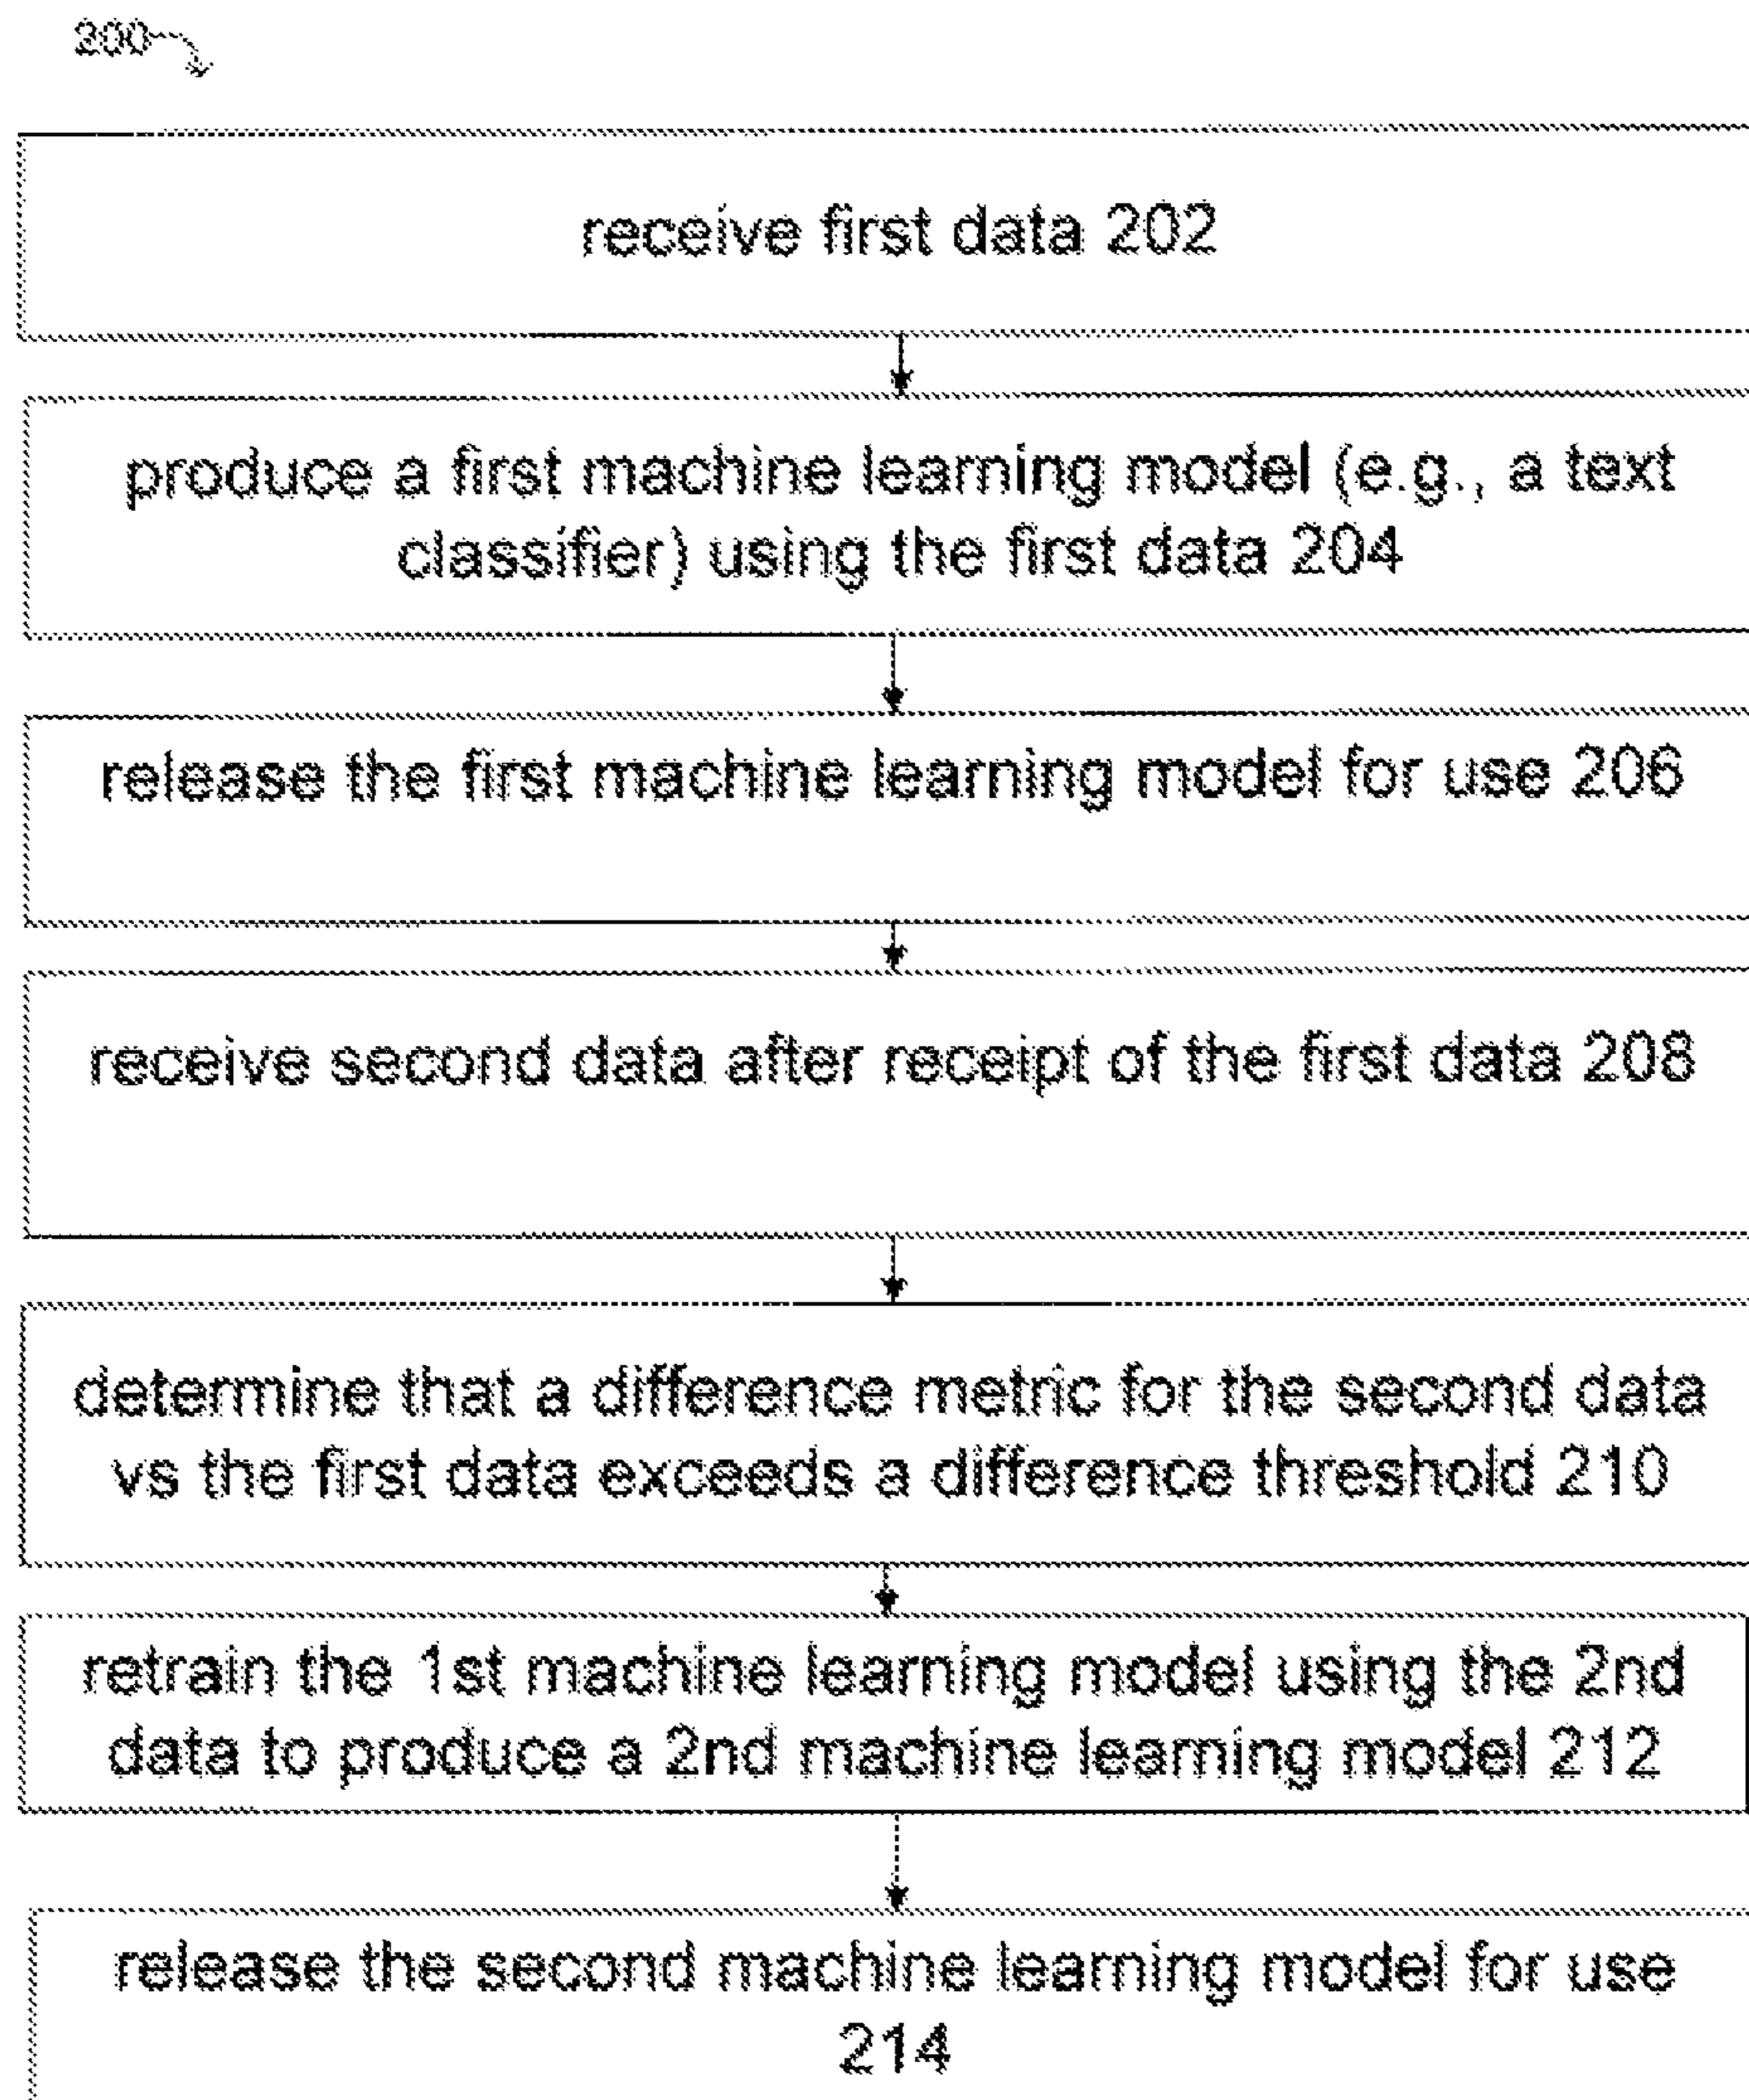 200
receive first data 202
produce a first machine learning model (e.g., a text
classifier) using the first data 204
release the first machine learning model for use 206
receive second data after receipt of the first data 208
determine that a difference metric for the second data
vs the first data exceeds a difference threshold 210
retrain the 1st machine learning model using the 2nd
data to produce a 2nd machine learning model 212
release the second machine learning model for use
214